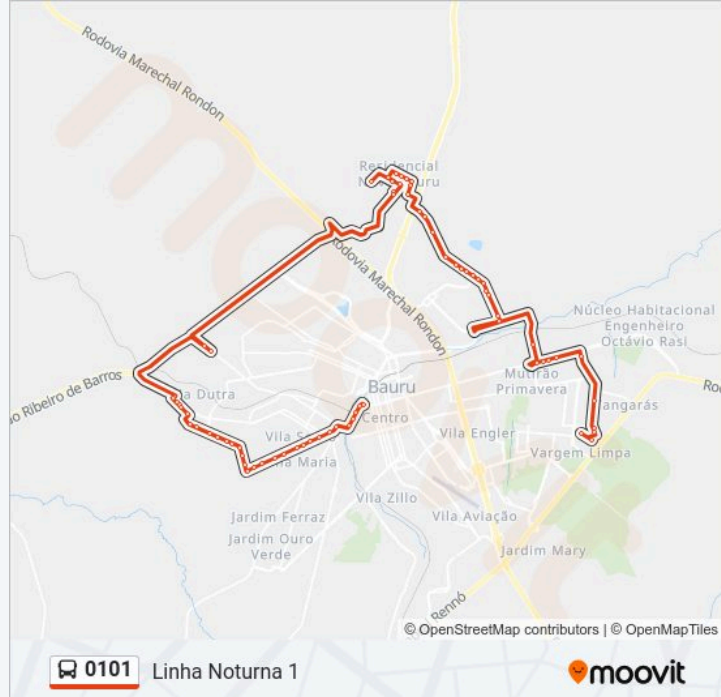 Rodovia Marechal Rondon
Residencial
Rodovia Marechal Rondon
Núcleo Habitacional
Engenheiro
Octávio Rasi
Ribeiro de Barros
Dutra
Bauru
Centro
Mutirão
Primavera
Vila Engler
Vargem Limpa
Maria
Vila Zillo
Vila Aviação
Jardim Ferraz
Jardim Ouro
Verde
Jardim Mary
Rennó
© OpenStreetMap contributors | © OpenMapTiles
0101 Linha Noturna 1
moovit